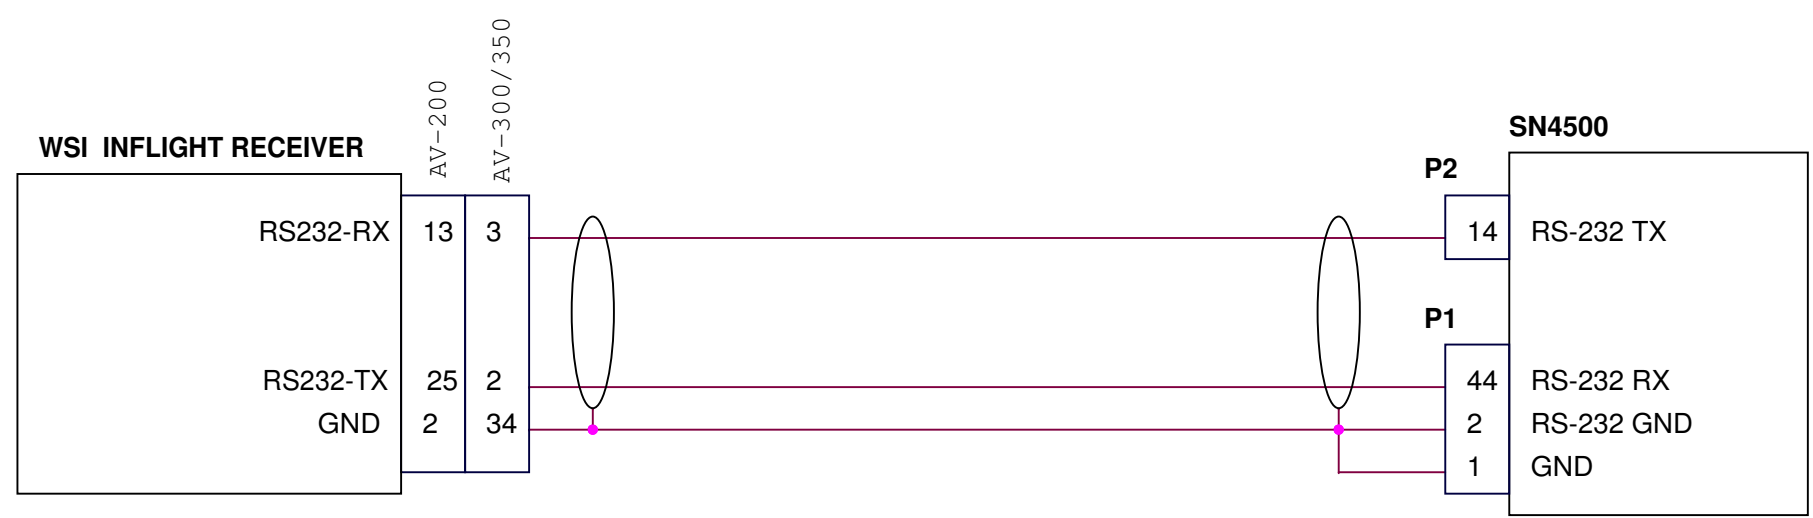 AV-200
AV-300/350
SN4500
WSI INFLIGHT RECEIVER
P2
RS232-RX 13 3 14 RS-232 TX
P1
RS232-TX 25 2 44 RS-232 RX
GND 2 34 2 RS-232 GND
1 GND